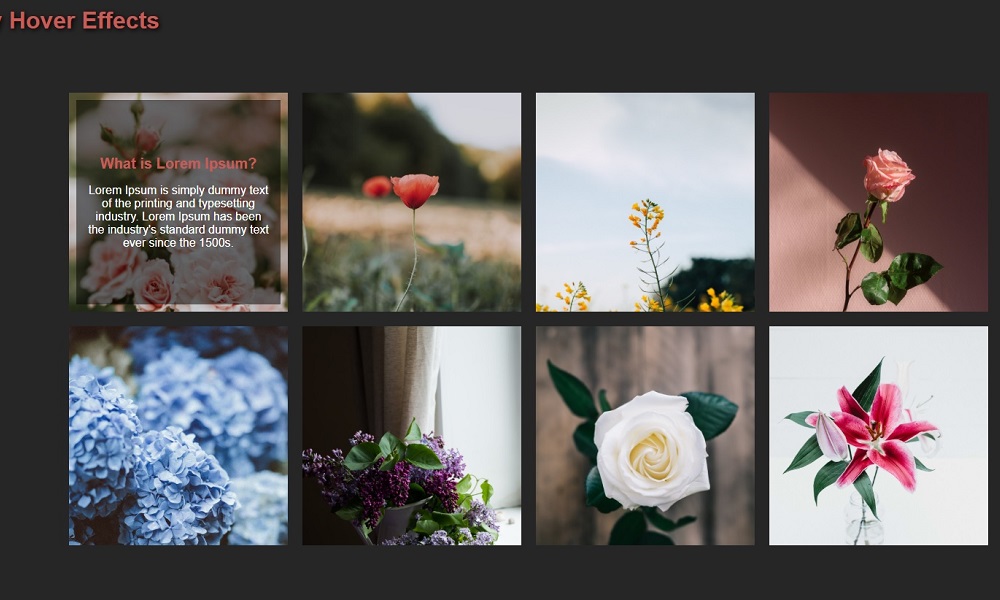 Hover Effects
What is Lorem Ipsum?
Lorem Ipsum is simply dummy text
of the printing and typesetting
industry. Lorem Ipsum has been
the industry's standard dummy text
ever since the 1500s.